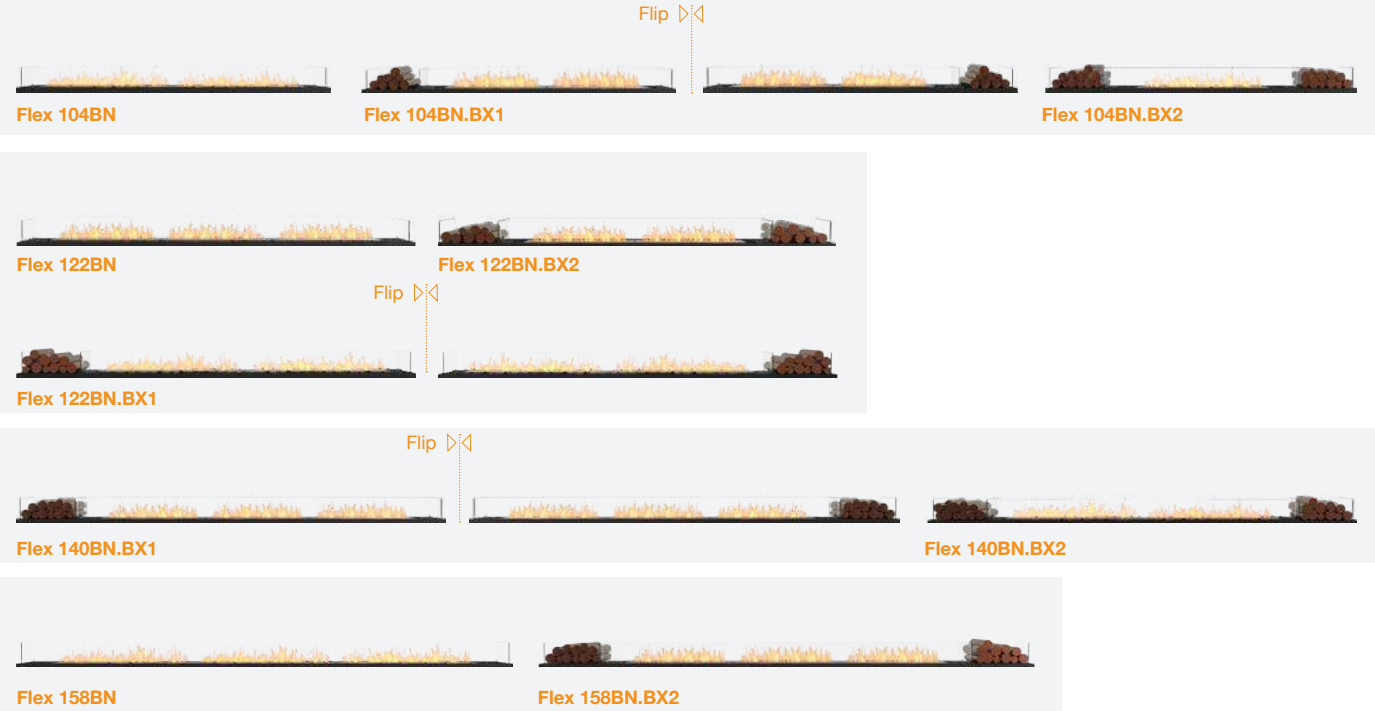 Flip
Flex 104BN
Flex 104BN.BX1
Flex 104BN.BX2
Flex 122BN
Flex 122BN.BX2
Flip
Flex 122BN.BX1
Flip
Flex 140BN.BX1
Flex 140BN.BX2
Flex 158BN
Flex 158BN.BX2